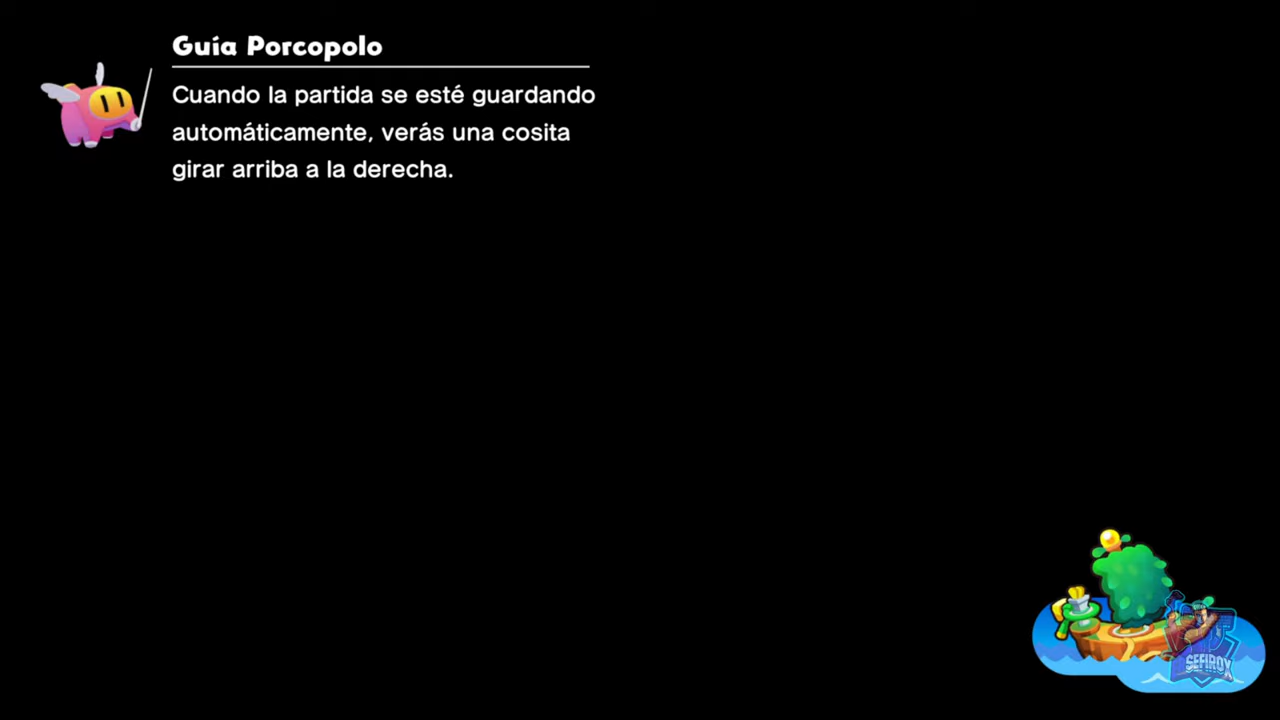 Guía Porcopolo
Cuando la partida se esté guardando
automáticamente, verás una cosita
girar arriba a la derecha.
SEFIROX